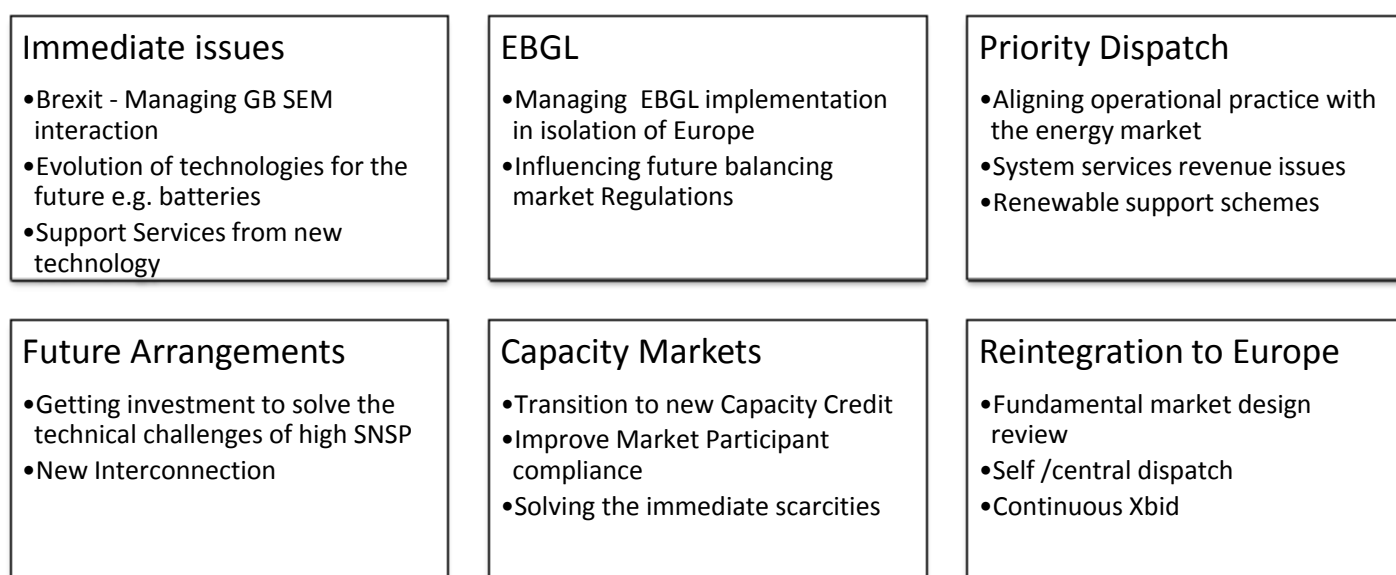 Immediate issues
•Brexit - Managing GB SEM
interaction
•Evolution of technologies for the
future e.g. batteries
•Support Services from new
technology
EBGL
•Managing EBGL implementation
in isolation of Europe
•Influencing future balancing
market Regulations
Priority Dispatch
•Aligning operational practice with
the energy market
•System services revenue issues
•Renewable support schemes
Future Arrangements
•Getting investment to solve the
technical challenges of high SNSP
•New Interconnection
Capacity Markets
•Transition to new Capacity Credit
•Improve Market Participant
compliance
•Solving the immediate scarcities
Reintegration to Europe
•Fundamental market design
review
•Self /central dispatch
•Continuous Xbid